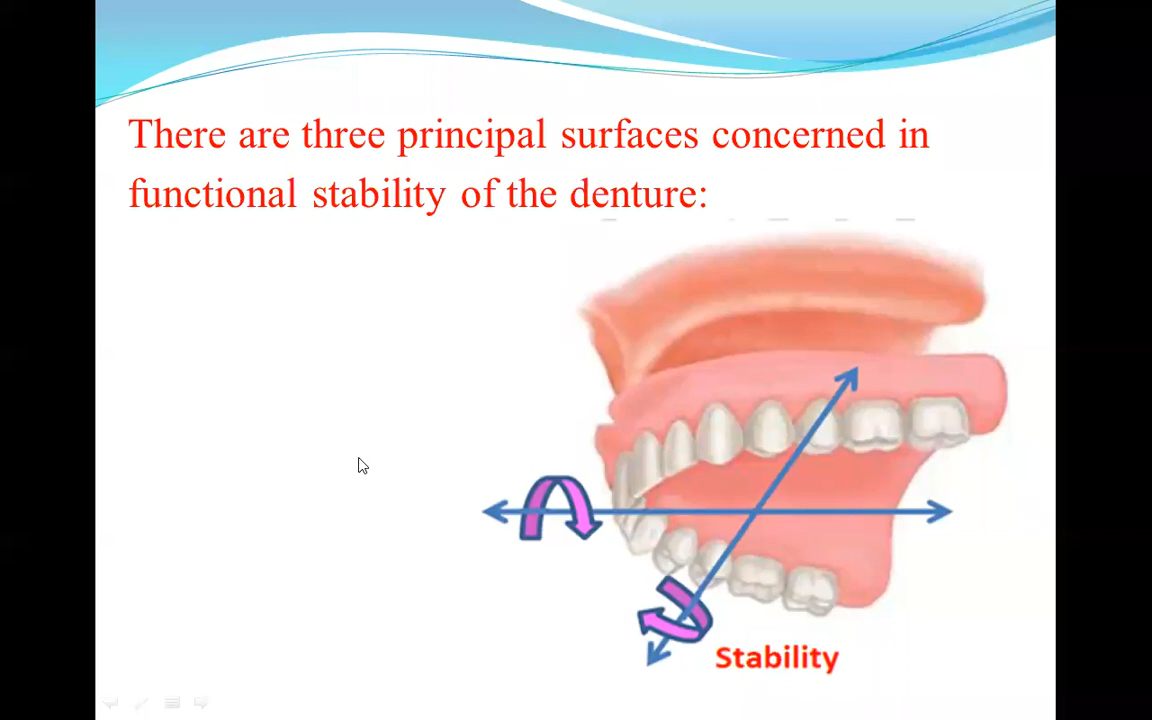 There are three principal surfaces concerned in
functional stability of the denture:
Stability